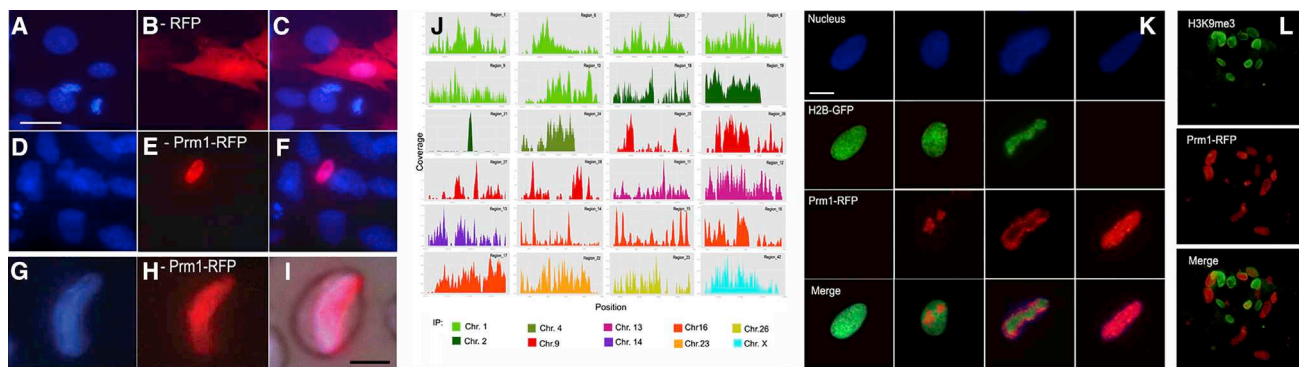 A
B
- RFP
C
D
E
- Prm1-RFP
F
G
H
- Prm1-RFP
I
J
Coverage
Region_1
Region_6
Region_7
Region_8
Region_9
Region_10
Region_18
Region_19
Region_21
Region_24
Region_25
Region_26
Region_27
Region_28
Region_11
Region_12
Region_13
Region_14
Region_15
Region_16
Region_17
Region_22
Region_23
Region_42
Position
IP:
Chr. 1
Chr. 4
Chr. 13
Chr16
Chr.26
Chr. 2
Chr.9
Chr. 14
Chr.23
Chr. X
Nucleus
K
H2B-GFP
Prm1-RFP
Merge
H3K9me3
L
Prm1-RFP
Merge